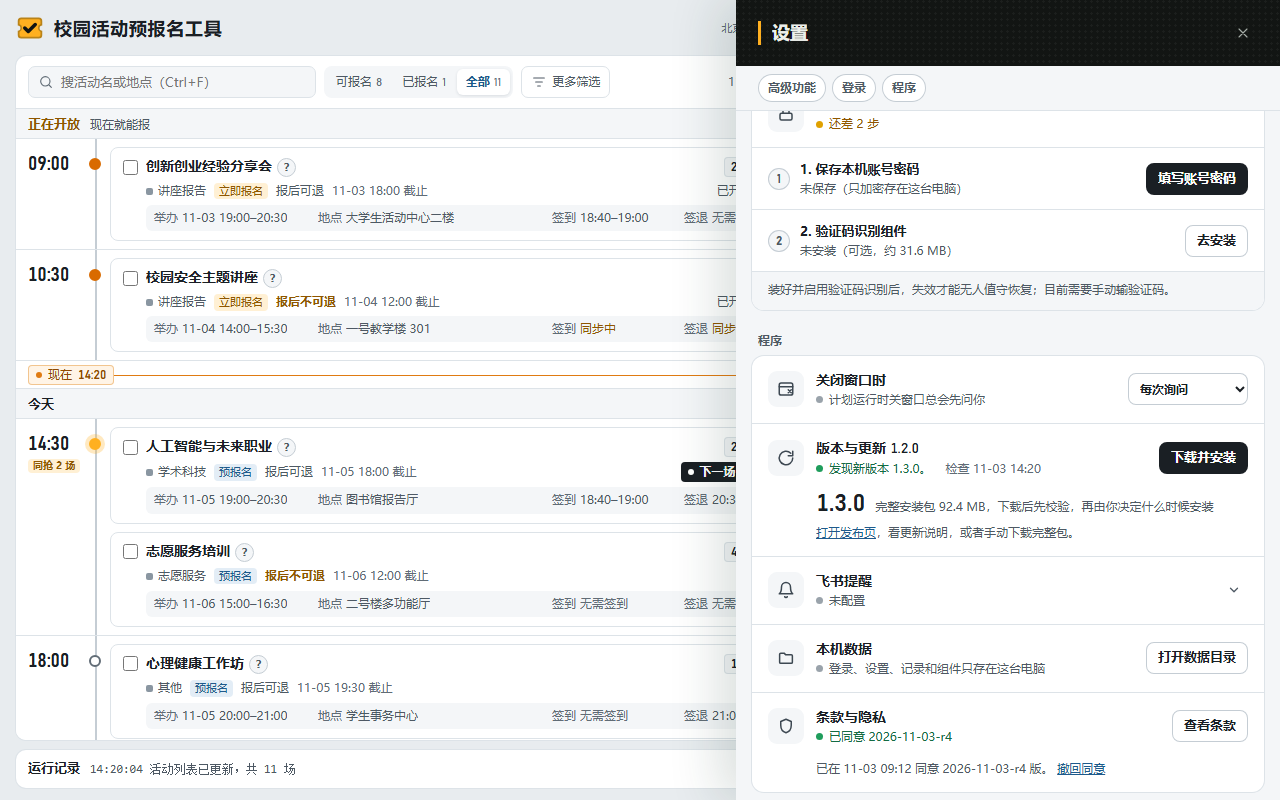 校园活动预报名工具
搜活动名或地点（Ctrl+F）
可报名 8
已报名 1
全部 11
更多筛选
正在开放 现在就能报
09:00
创新创业经验分享会 ?
讲座报告 立即报名 报后可退 11-03 18:00 截止
举办 11-03 19:00–20:30 地点 大学生活动中心二楼 签到 18:40–19:00 签退 无需
10:30
校园安全主题讲座 ?
讲座报告 立即报名 报后不可退 11-04 12:00 截止
举办 11-04 14:00–15:30 地点 一号教学楼 301 签到 同步中 签退 同步
现在 14:20
今天
14:30
同抢 2 场
人工智能与未来职业 ?
学术科技 预报名 报后可退 11-05 18:00 截止
下一场
举办 11-05 19:00–20:30 地点 图书馆报告厅 签到 18:40–19:00 签退 20:3
志愿服务培训 ?
志愿服务 预报名 报后不可退 11-06 12:00 截止
举办 11-06 15:00–16:30 地点 二号楼多功能厅 签到 无需签到 签退 无需
18:00
心理健康工作坊 ?
其他 预报名 报后可退 11-05 19:30 截止
举办 11-05 20:00–21:00 地点 学生事务中心 签到 无需签到 签退 21:0
运行记录 14:20:04 活动列表已更新，共 11 场
设置
高级功能
登录
程序
还差 2 步
1
1. 保存本机账号密码
未保存（只加密存在这台电脑）
填写账号密码
2
2. 验证码识别组件
未安装（可选，约 31.6 MB）
去安装
装好并启用验证码识别后，失效才能无人值守恢复；目前需要手动输验证码。
程序
关闭窗口时
计划运行时关窗口总会先问你
每次询问
版本与更新 1.2.0
发现新版本 1.3.0。 检查 11-03 14:20
下载并安装
1.3.0 完整安装包 92.4 MB，下载后先校验，再由你决定什么时候安装
打开发布页，看更新说明，或者手动下载完整包。
飞书提醒
未配置
本机数据
登录、设置、记录和组件只存在这台电脑
打开数据目录
条款与隐私
已同意 2026-11-03-r4
查看条款
已在 11-03 09:12 同意 2026-11-03-r4 版。 撤回同意